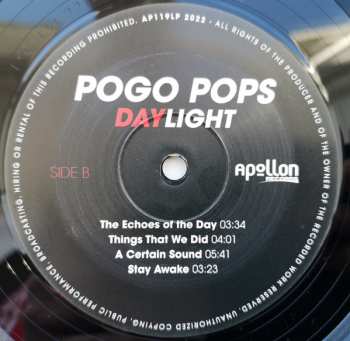 PUBLIC PERFORMANCE, BROADCASTING, HIRING OR RENTAL OF THIS RECORDING PROHIBITED. AP119LP 2022 - ALL RIGHTS OF THE PRODUCER AND OF THE OWNER OF THE RECORDED WORK RESERVED. UNAUTHORIZED COPYING,
POGO POPS
DAYLIGHT
SIDE B
Apollon
The Echoes of the Day 03:34
Things That We Did 04:01
A Certain Sound 05:41
Stay Awake 03:23